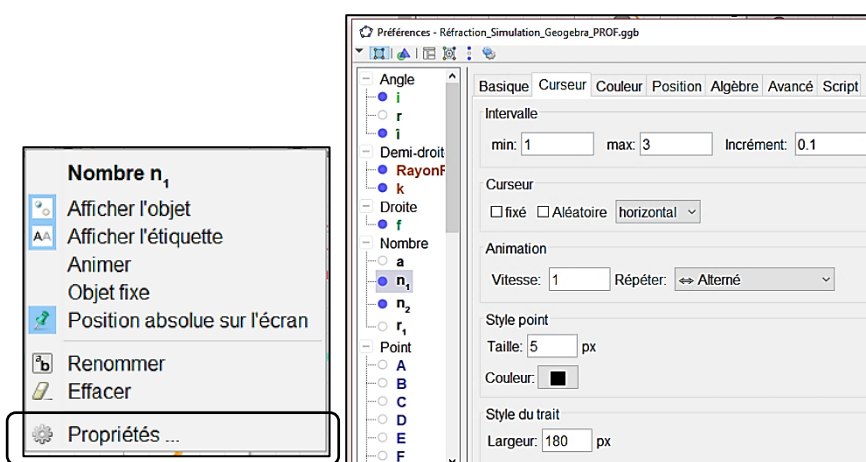 Nombre n₁
Afficher l'objet
AA Afficher l'étiquette
Animer
Objet fixe
Position absolue sur l'écran
ab Renommer
Effacer
Propriétés ...
Préférences - Réfraction_Simulation_Geogebra_PROF.ggb
Angle
i
r
î
Demi-droit
RayonR
k
Droite
f
Nombre
a
n₁
n₂
r₁
Point
A
B
C
D
E
F
Basique Curseur Couleur Position Algèbre Avancé Script
Intervalle
min: 1 max: 3 Incrément: 0.1
Curseur
fixé Aléatoire horizontal
Animation
Vitesse: 1 Répéter: ⇔ Alterné
Style point
Taille: 5 px
Couleur:
Style du trait
Largeur: 180 px